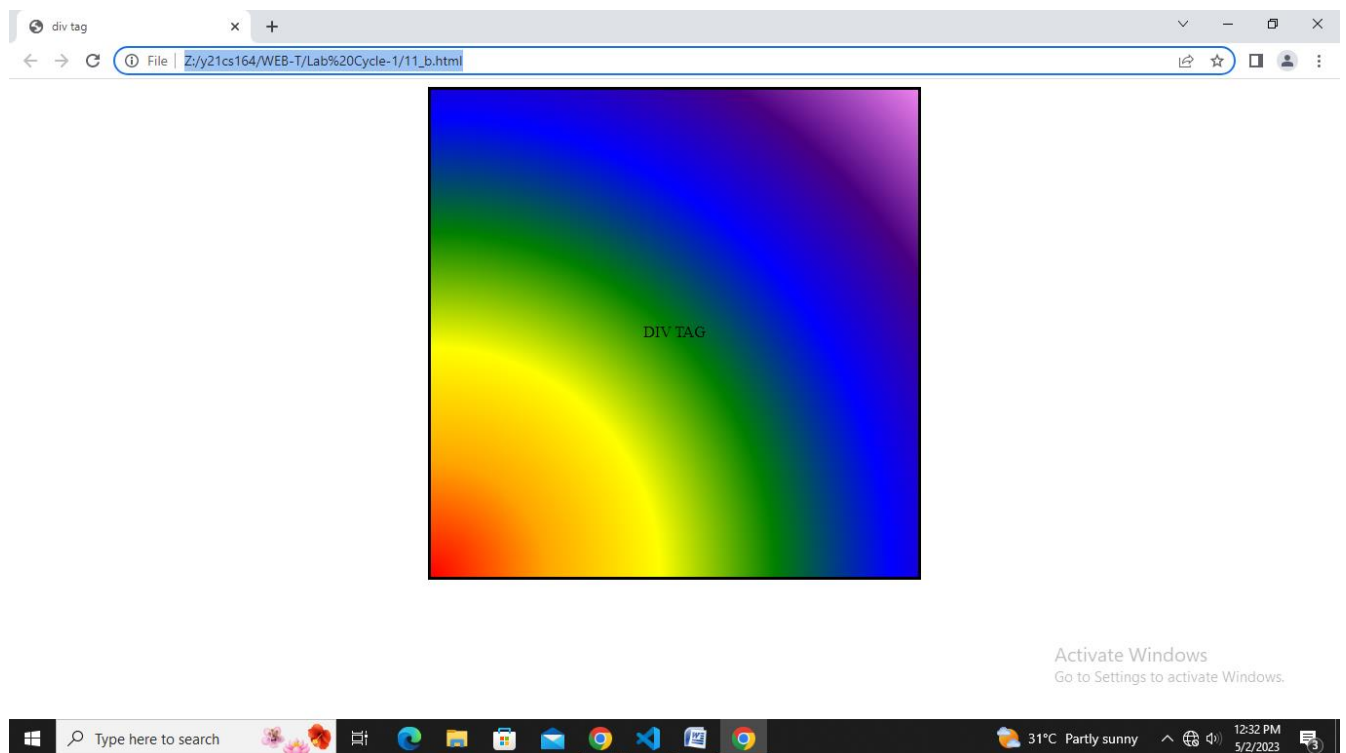 div tag
File
Z:/y21cs164/WEB-T/Lab%20Cycle-1/11_b.html
DIV TAG
Activate Windows
Go to Settings to activate Windows.
Type here to search
31°C Partly sunny
12:32 PM
5/2/2023
3